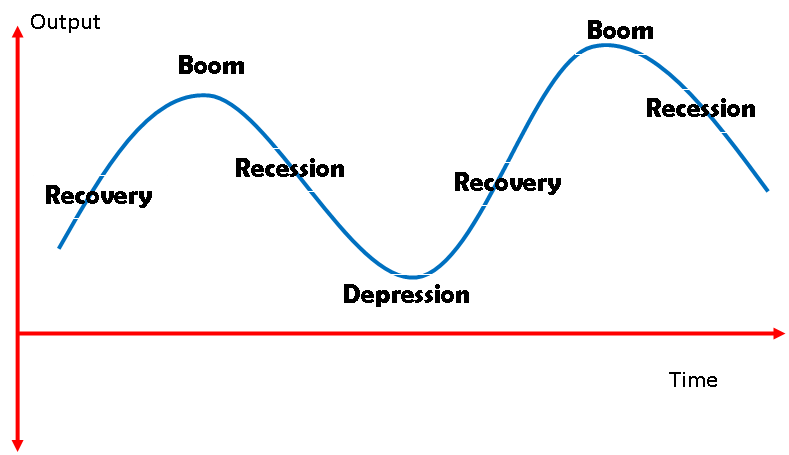 Output
Boom
Boom
Recession
Recession
Recovery
Recovery
Depression
Time